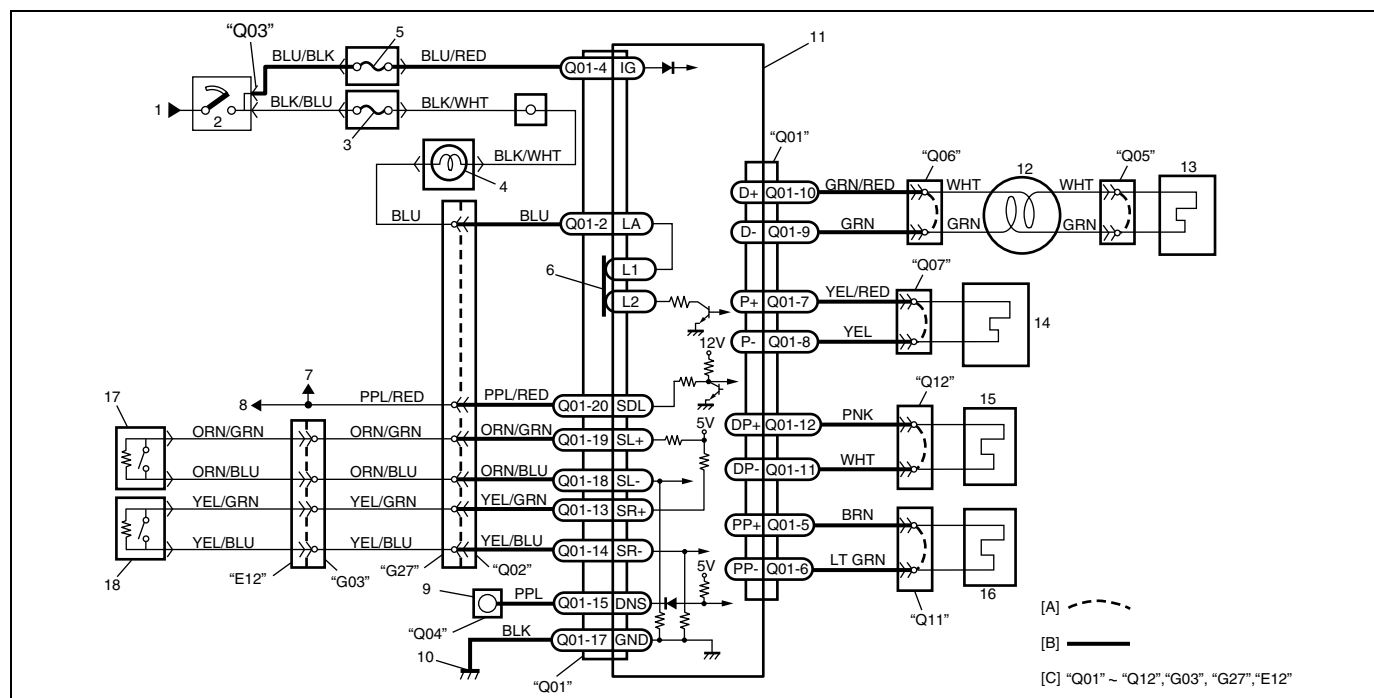 "Q03"
5
11
BLU/BLK
BLU/RED
Q01-4
IG
1
2
BLK/BLU
BLK/WHT
3
BLK/WHT
4
"Q01"
"Q06"
12
"Q05"
13
D+
Q01-10
GRN/RED
WHT
WHT
BLU
BLU
Q01-2
LA
D-
Q01-9
GRN
GRN
GRN
6
L1
"Q07"
L2
P+
Q01-7
YEL/RED
14
12V
P-
Q01-8
YEL
7
8
PPL/RED
PPL/RED
Q01-20
SDL
"Q12"
15
17
5V
DP+
Q01-12
PNK
ORN/GRN
ORN/GRN
ORN/GRN
Q01-19
SL+
DP-
Q01-11
WHT
ORN/BLU
ORN/BLU
ORN/BLU
Q01-18
SL-
YEL/GRN
YEL/GRN
YEL/GRN
Q01-13
SR+
PP+
Q01-5
BRN
YEL/BLU
YEL/BLU
YEL/BLU
Q01-14
SR-
5V
PP-
Q01-6
LT GRN
16
18
"E12"
"G03"
"G27"
"Q02"
9
PPL
Q01-15
DNS
"Q11"
[A]
"Q04"
BLK
Q01-17
GND
[B]
10
"Q01"
[C] "Q01" ~ "Q12","G03", "G27","E12"